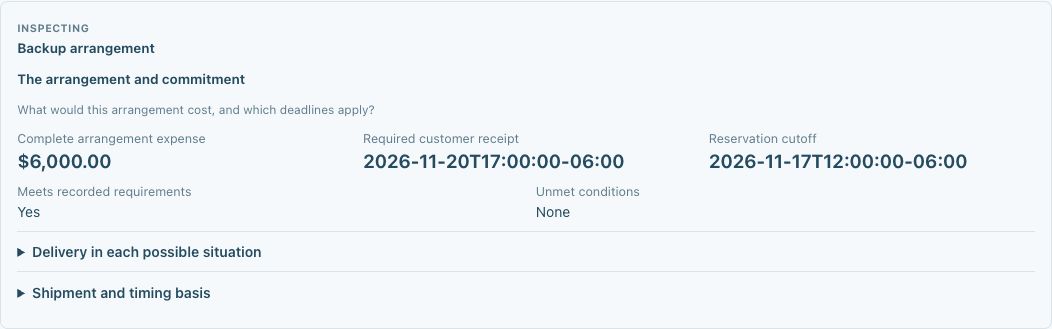 INSPECTING
Backup arrangement
The arrangement and commitment
What would this arrangement cost, and which deadlines apply?
Complete arrangement expense
$6,000.00
Required customer receipt
2026-11-20T17:00:00-06:00
Reservation cutoff
2026-11-17T12:00:00-06:00
Meets recorded requirements
Yes
Unmet conditions
None
Delivery in each possible situation
Shipment and timing basis